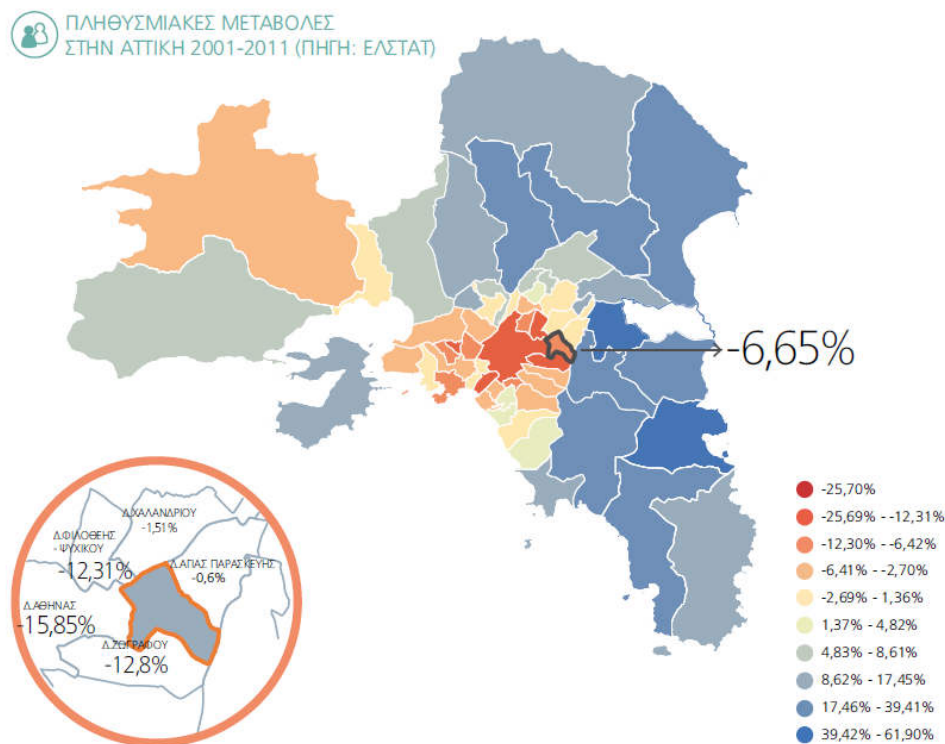 ΠΛΗΘΥΣΜΙΑΚΕΣ ΜΕΤΑΒΟΛΕΣ
ΣΤΗΝ ΑΤΤΙΚΗ 2001-2011 (ΠΗΓΗ: ΕΛΣΤΑΤ)
-6,65%
Δ.ΧΑΛΑΝΔΡΙΟΥ
-1,51%
Δ.ΦΙΛΟΘΕΗΣ
- ΨΥΧΙΚΟΥ
-12,31%
Δ.ΑΓΙΑΣ ΠΑΡΑΣΚΕΥΗΣ
-0,6%
Δ.ΑΘΗΝΑΣ
-15,85%
Δ.ΖΩΓΡΑΦΟΥ
-12,8%
-25,70%
-25,69% - -12,31%
-12,30% - -6,42%
-6,41% - -2,70%
-2,69% - 1,36%
1,37% - 4,82%
4,83% - 8,61%
8,62% - 17,45%
17,46% - 39,41%
39,42% - 61,90%